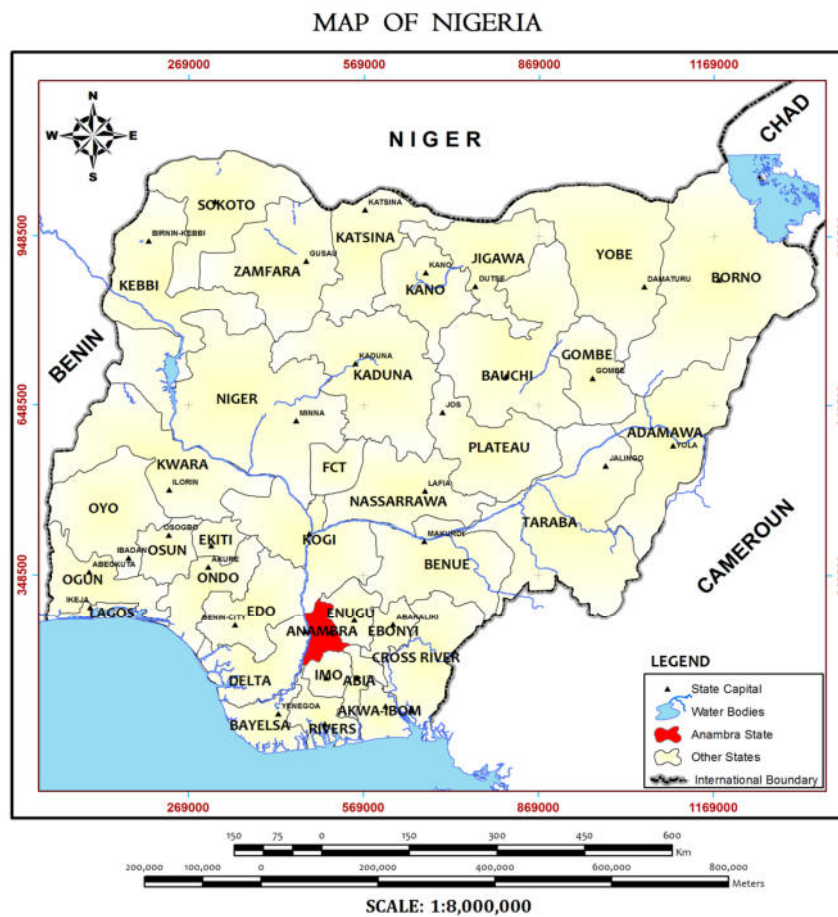 MAP OF NIGERIA
269000 569000 869000 1169000
N
W E
S
NIGER
CHAD
BENIN
CAMEROUN
948500
648500
348500
SOKOTO
KATSINA
BIRNIN-KEBBI
KATSINA
GUSAU
ZAMFARA
KEBBI
KANO
KANO
JIGAWA
DUTSE
YOBE
DAMATURU
BORNO
KADUNA
KADUNA
BAUCHI
GOMBE
GOMBE
NIGER
MINNA
JOS
PLATEAU
ADAMAWA
YOLA
JALINGO
KWARA
ILORIN
FCT
LAFIA
NASSARRAWA
TARABA
OYO
OSOGBO
OSUN
IBADAN
EKITI
AKURE
ONDO
KOGI
MAKURDI
BENUE
ABEOKUTA
OGUN
IKEJA
LAGOS
BENIN-CITY
EDO
ANAMBRA
ENUGU
ABAKALIKI
EBONYI
CROSS RIVER
DELTA
IMO
ABIA
YENEGOA
BAYELSA
RIVERS
AKWA-IBOM
LEGEND
State Capital
Water Bodies
Anambra State
Other States
International Boundary
269000 569000 869000 1169000
150 75 0 150 300 450 600
Km
200,000 100,000 0 200,000 400,000 600,000 800,000
Meters
SCALE: 1:8,000,000